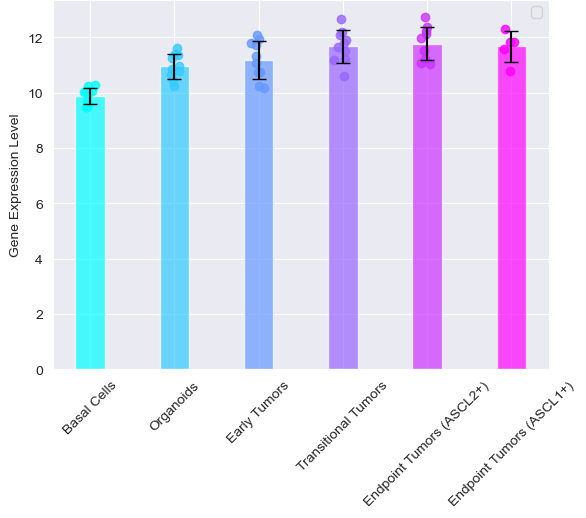 12
10
8
6
4
2
0
Gene Expression Level
Basal Cells
Organoids
Early Tumors
Transitional Tumors
Endpoint Tumors (ASCL2+)
Endpoint Tumors (ASCL1+)